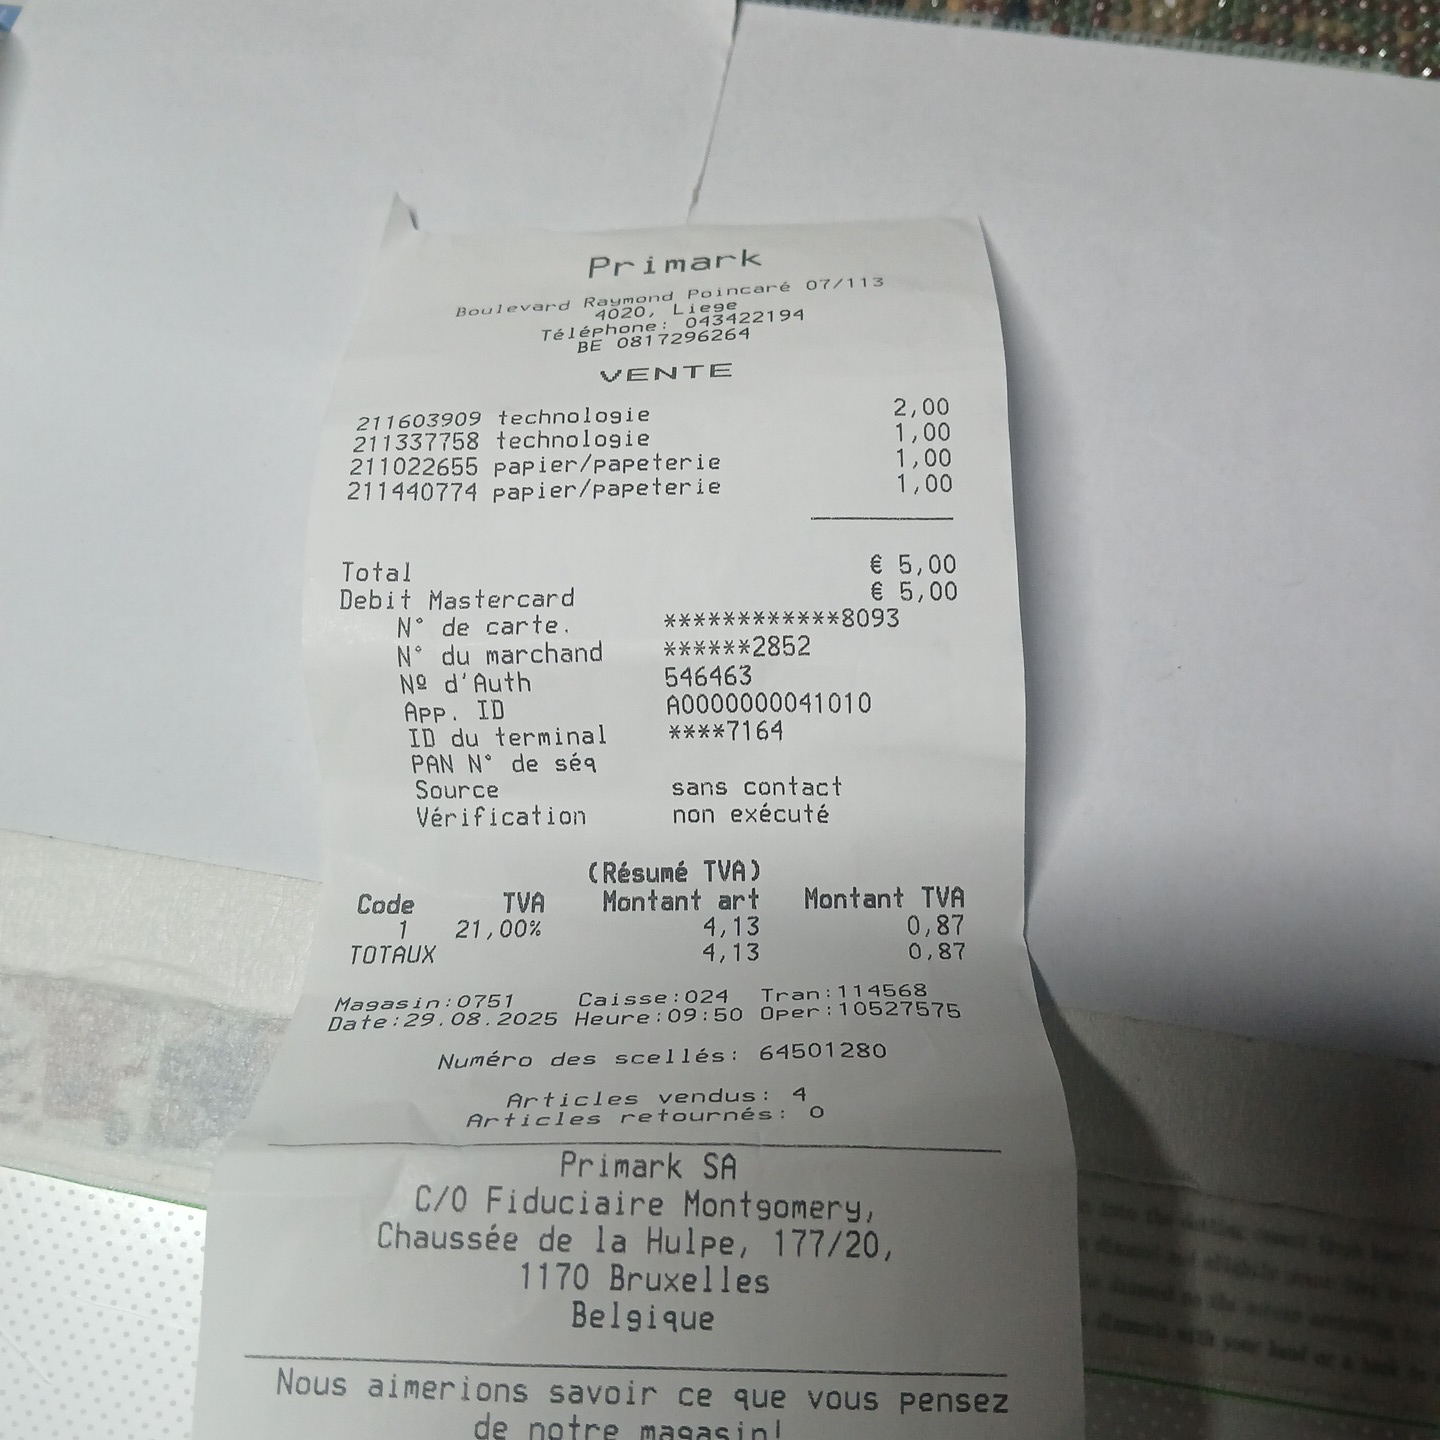 Primark
Boulevard Raymond Poincaré 07/113
4020, Liege
Téléphone: 043422194
BE 0817296264
VENTE
211603909 technologie 2,00
211337758 technologie 1,00
211022655 papier/papeterie 1,00
211440774 papier/papeterie 1,00
Total € 5,00
Debit Mastercard € 5,00
N° de carte. ************8093
N° du marchand ******2852
Nº d'Auth 546463
App. ID A0000000041010
ID du terminal ****7164
PAN N° de séq
Source sans contact
Vérification non exécuté
(Résumé TVA)
Code TVA Montant art Montant TVA
1 21,00% 4,13 0,87
TOTAUX 4,13 0,87
Magasin:0751 Caisse:024 Tran:114568
Date:29.08.2025 Heure:09:50 Oper:10527575
Numéro des scellés: 64501280
Articles vendus: 4
Articles retournés: 0
Primark SA
C/O Fiduciaire Montgomery,
Chaussée de la Hulpe, 177/20,
1170 Bruxelles
Belgique
Nous aimerions savoir ce que vous pensez
de notre magasin!